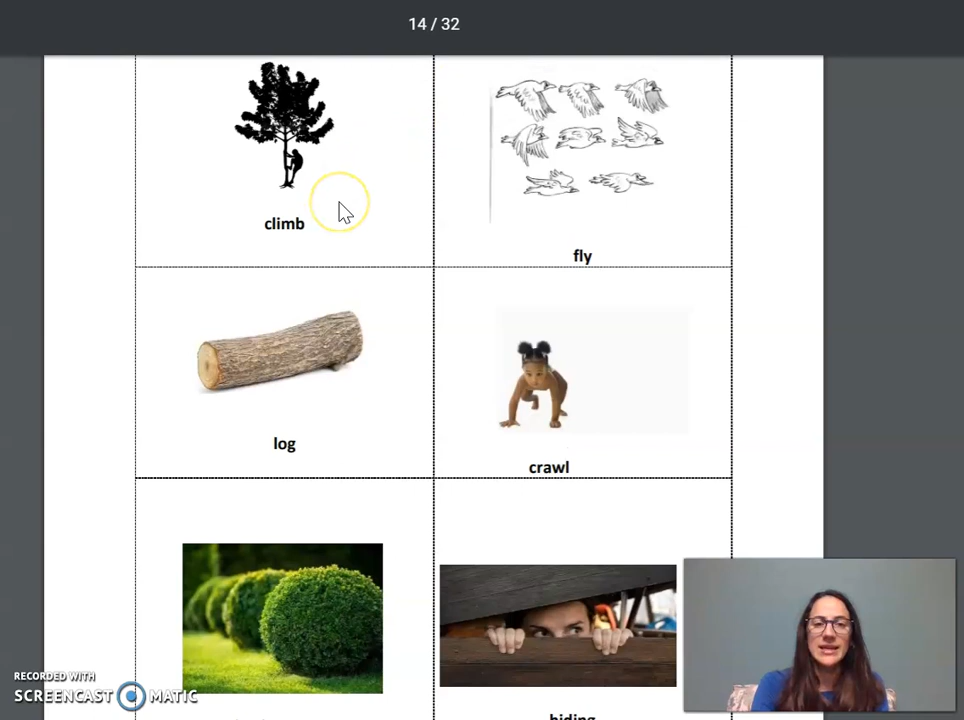 14 / 32
climb
fly
log
crawl
hiding
RECORDED WITH
SCREENCAST MATIC